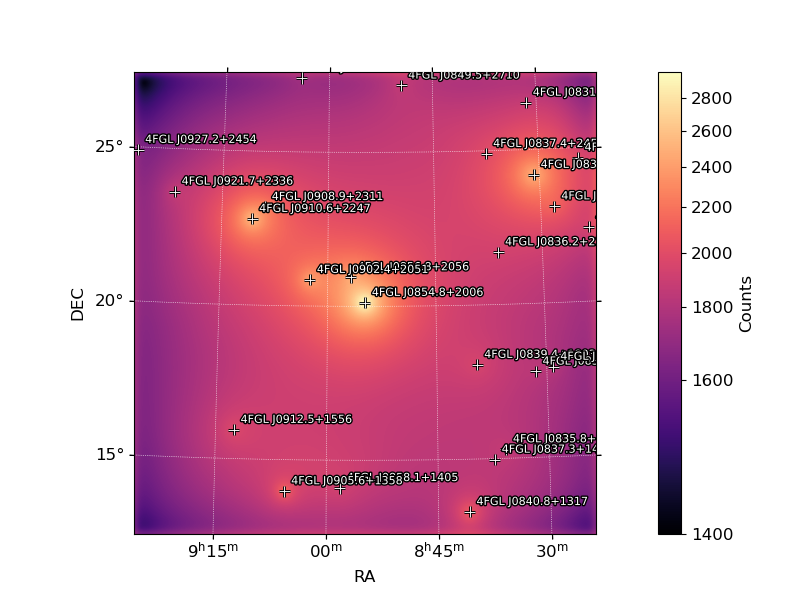 4FGL J0849.5+2710
4FGL J0831
4FGL J0927.2+2454
4FGL J0837.4+24
4FGL J083
4FGL J0921.7+2336
4FGL J0908.9+2311
4FGL J0910.6+2247
4FGL J
4FGL J0836.2+2
4FGL J0902.4+2051
2056
4FGL J0854.8+2006
4FGL J0839.4
4FGL J0912.5+1556
4FGL J0835.8+
4FGL J0837.3+14
4FGL J0905.6+1358
.1+1405
4FGL J0840.8+1317
25°
20°
15°
DEC
9h15m 00m 8h45m 30m
RA
2800
2600
2400
2200
2000
1800
1600
1400
Counts